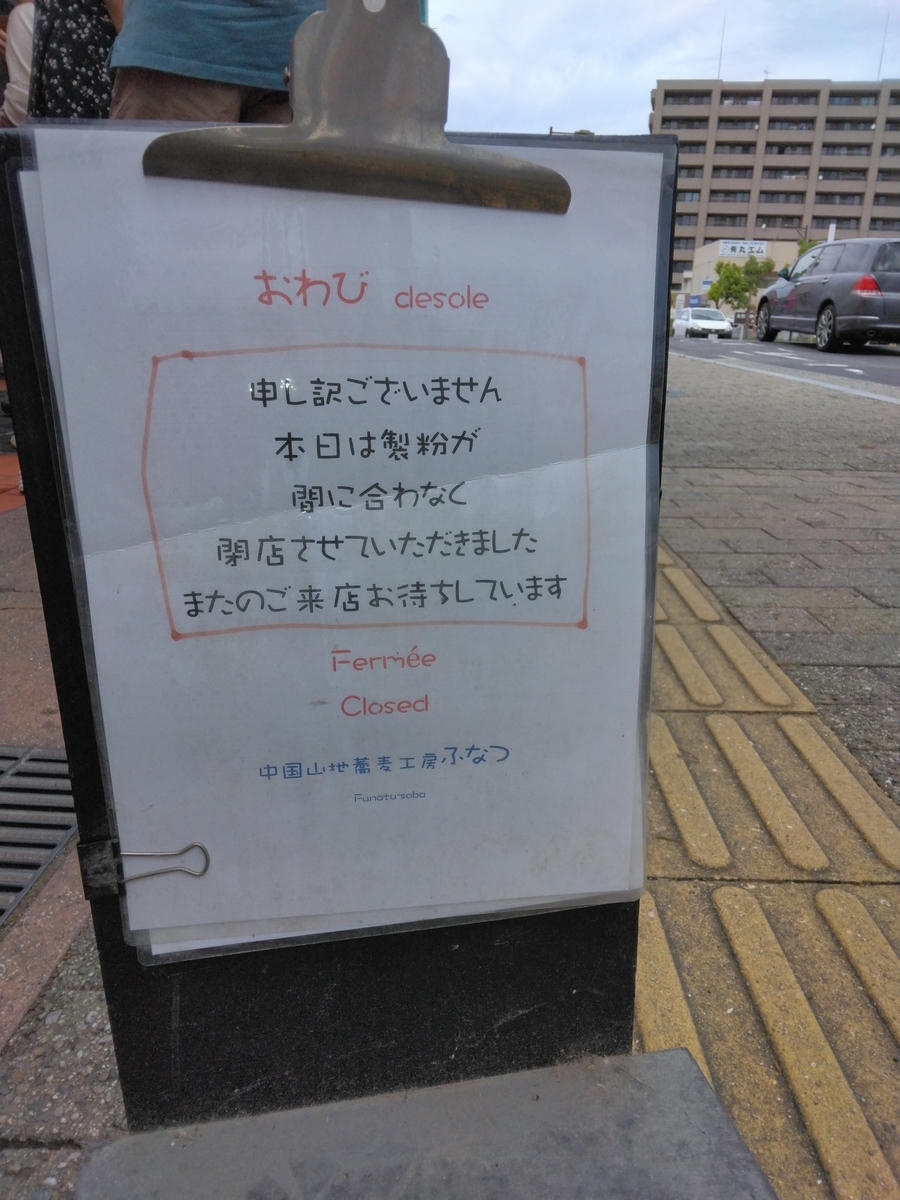 おわび desole
申し訳ございません
本日は製粉が
間に合わなく
閉店させていただきました
またのご来店お待ちしています
Fermée
Closed
中国山地蕎麦工房ふなつ
Funatu-soba